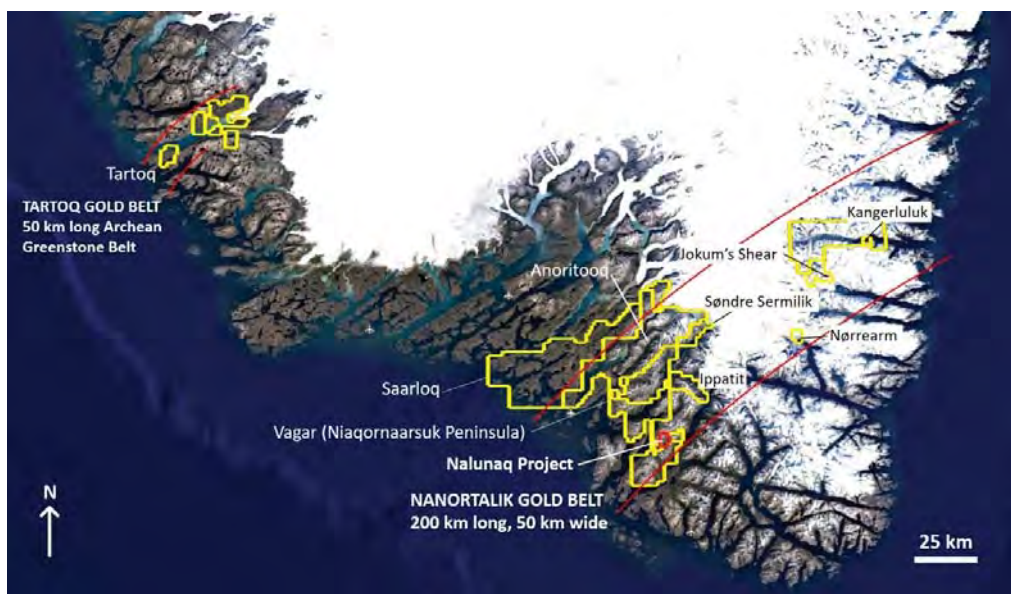 Tartoq
TARTOQ GOLD BELT
50 km long Archean
Greenstone Belt
Kangerluluk
Jokum's Shear
Anoritooq
Søndre Sermilik
Nørrearm
Ippatit
Saarloq
Vagar (Niaqornaarsuk Peninsula)
Nalunaq Project
NANORTALIK GOLD BELT
200 km long, 50 km wide
N
25 km